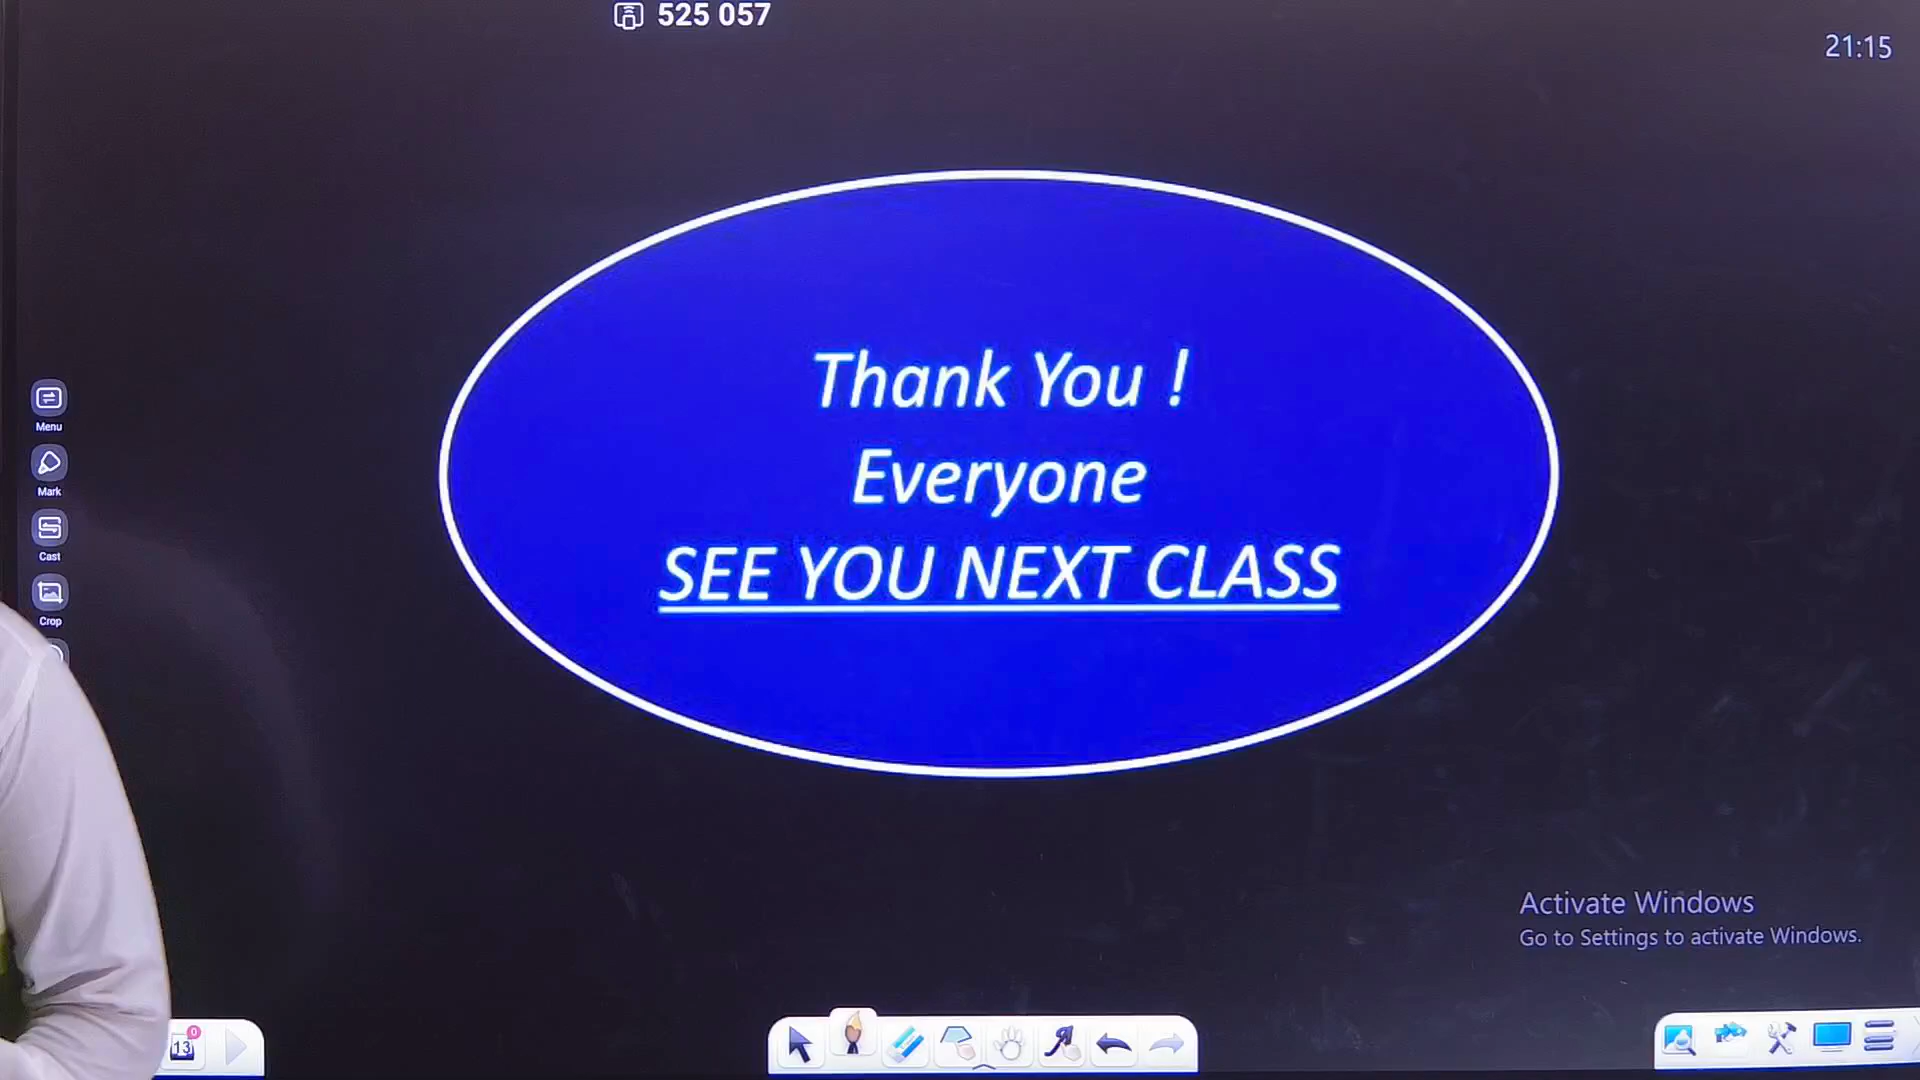 525 057
21:15
Thank You !
Everyone
SEE YOU NEXT CLASS
Menu
Mark
Cast
Crop
Activate Windows
Go to Settings to activate Windows.
0
13